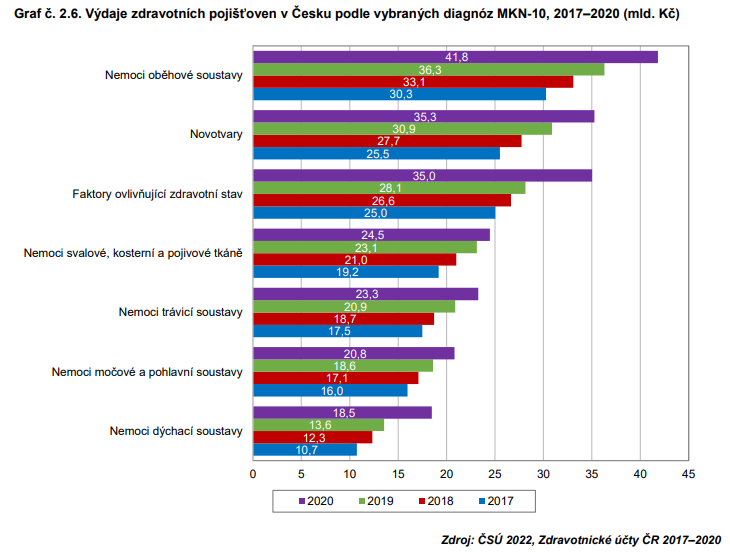 Graf č. 2.6. Výdaje zdravotních pojišťoven v Česku podle vybraných diagnóz MKN-10, 2017–2020 (mld. Kč)
Nemoci oběhové soustavy
41,8
36,3
33,1
30,3
Novotvary
35,3
30,9
27,7
25,5
Faktory ovlivňující zdravotní stav
35,0
28,1
26,6
25,0
Nemoci svalové, kosterní a pojivové tkáně
24,5
23,1
21,0
19,2
Nemoci trávicí soustavy
23,3
20,9
18,7
17,5
Nemoci močové a pohlavní soustavy
20,8
18,6
17,1
16,0
Nemoci dýchací soustavy
18,5
13,6
12,3
10,7
0 5 10 15 20 25 30 35 40 45
2020 2019 2018 2017
Zdroj: ČSÚ 2022, Zdravotnické účty ČR 2017–2020